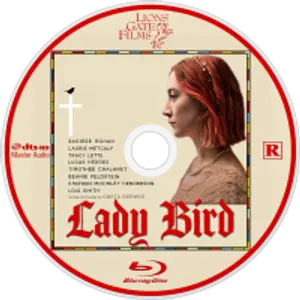 LIONS
GATE
FILMS
dts-HD
Master Audio
SAOIRSE RONAN
LAURIE METCALF
TRACY LETTS
LUCAS HEDGES
TIMOTHÉE CHALAMET
BEANIE FELDSTEIN
STEPHEN MCKINLEY HENDERSON
LOIS SMITH
GRETA GERWIG
R
Lady Bird
Blu-ray Disc